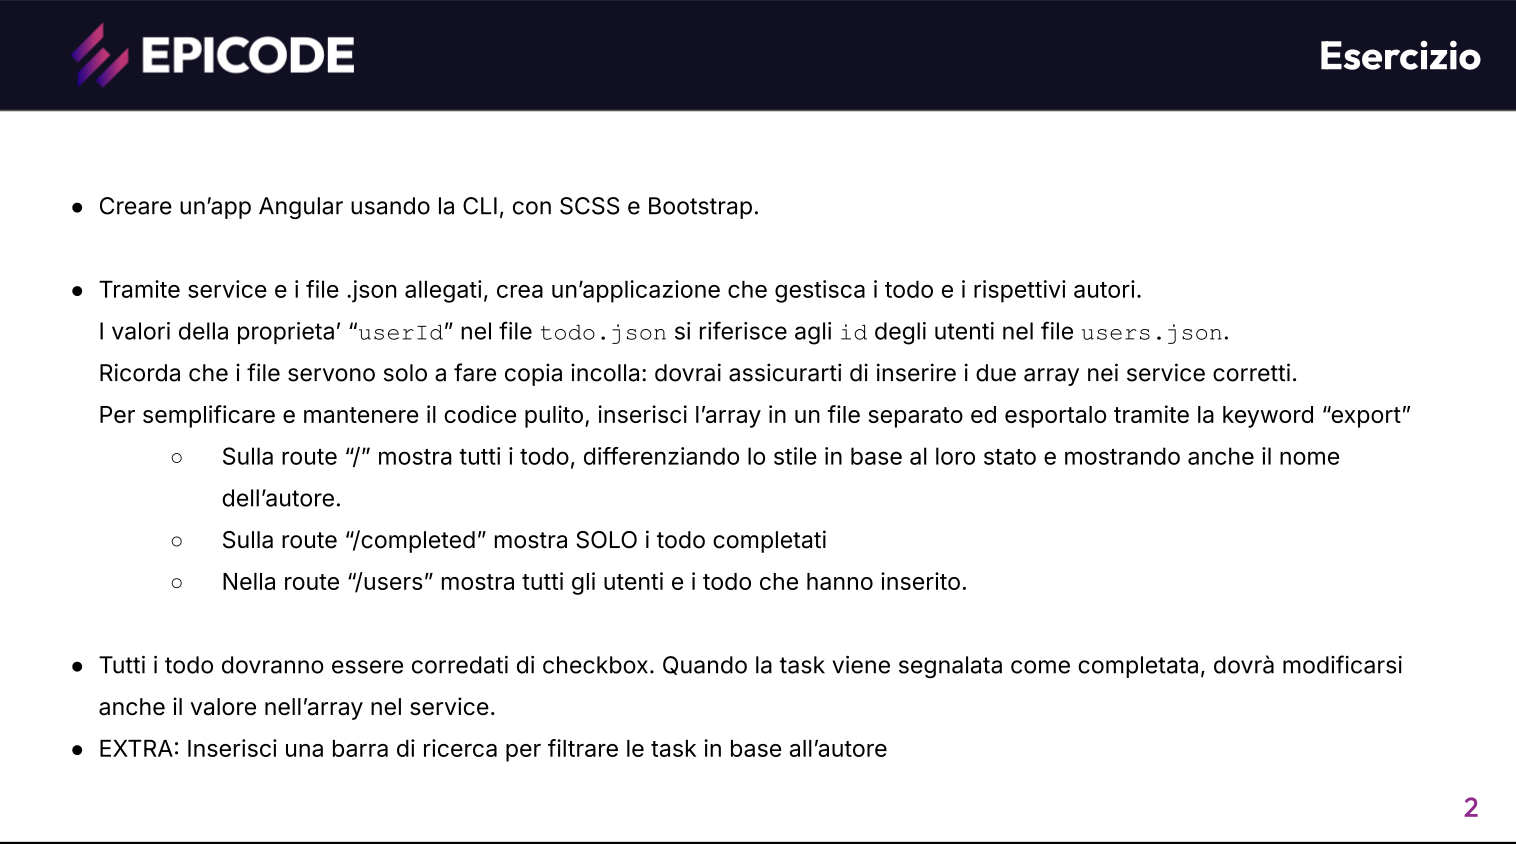 EPICODE
Esercizio
● Creare un’app Angular usando la CLI, con SCSS e Bootstrap.
● Tramite service e i file .json allegati, crea un’applicazione che gestisca i todo e i rispettivi autori.
I valori della proprieta’ “userId” nel file todo.json si riferisce agli id degli utenti nel file users.json.
Ricorda che i file servono solo a fare copia incolla: dovrai assicurarti di inserire i due array nei service corretti.
Per semplificare e mantenere il codice pulito, inserisci l’array in un file separato ed esportalo tramite la keyword “export”
○ Sulla route “/” mostra tutti i todo, differenziando lo stile in base al loro stato e mostrando anche il nome
dell’autore.
○ Sulla route “/completed” mostra SOLO i todo completati
○ Nella route “/users” mostra tutti gli utenti e i todo che hanno inserito.
● Tutti i todo dovranno essere corredati di checkbox. Quando la task viene segnalata come completata, dovrà modificarsi
anche il valore nell’array nel service.
● EXTRA: Inserisci una barra di ricerca per filtrare le task in base all’autore
2